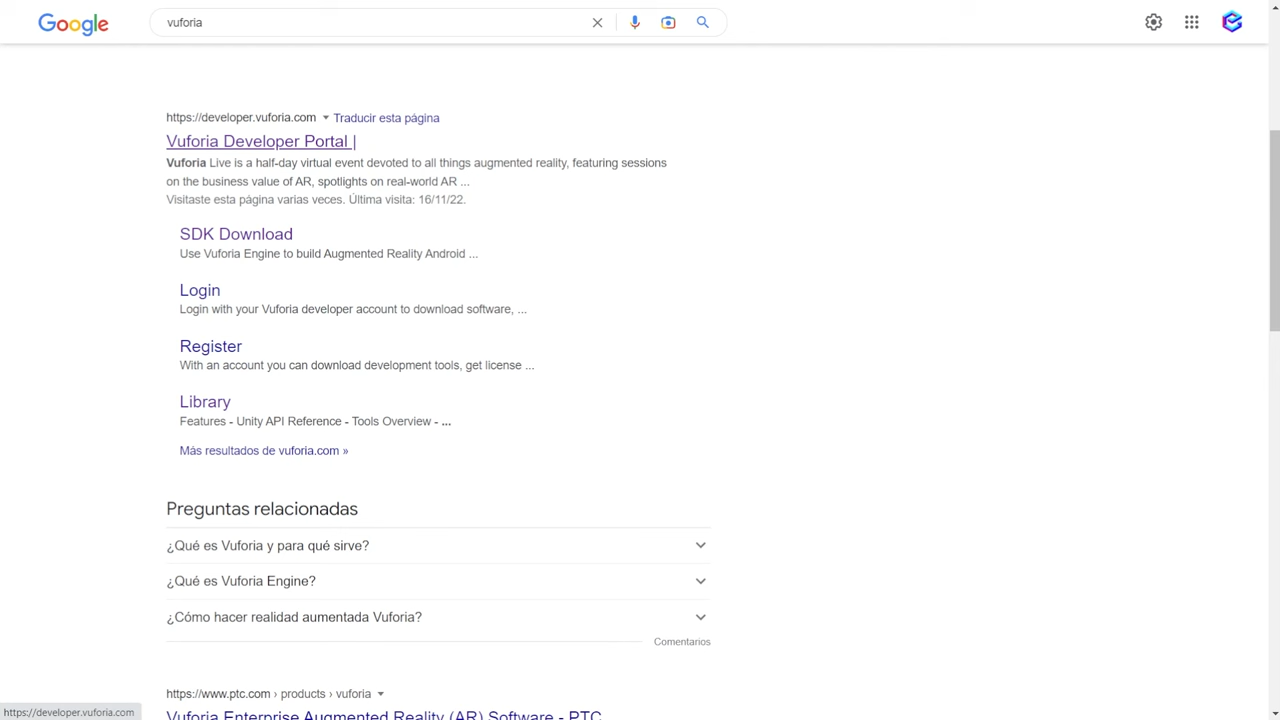 Google
vuforia
https://developer.vuforia.com Traducir esta página
Vuforia Developer Portal |
Vuforia Live is a half-day virtual event devoted to all things augmented reality, featuring sessions
on the business value of AR, spotlights on real-world AR ...
Visitaste esta página varias veces. Última visita: 16/11/22.
SDK Download
Use Vuforia Engine to build Augmented Reality Android ...
Login
Login with your Vuforia developer account to download software, ...
Register
With an account you can download development tools, get license ...
Library
Features - Unity API Reference - Tools Overview - ...
Más resultados de vuforia.com »
Preguntas relacionadas
¿Qué es Vuforia y para qué sirve?
¿Qué es Vuforia Engine?
¿Cómo hacer realidad aumentada Vuforia?
Comentarios
https://www.ptc.com › products › vuforia
Vuforia Enterprise Augmented Reality (AR) Software - PTC
https://developer.vuforia.com